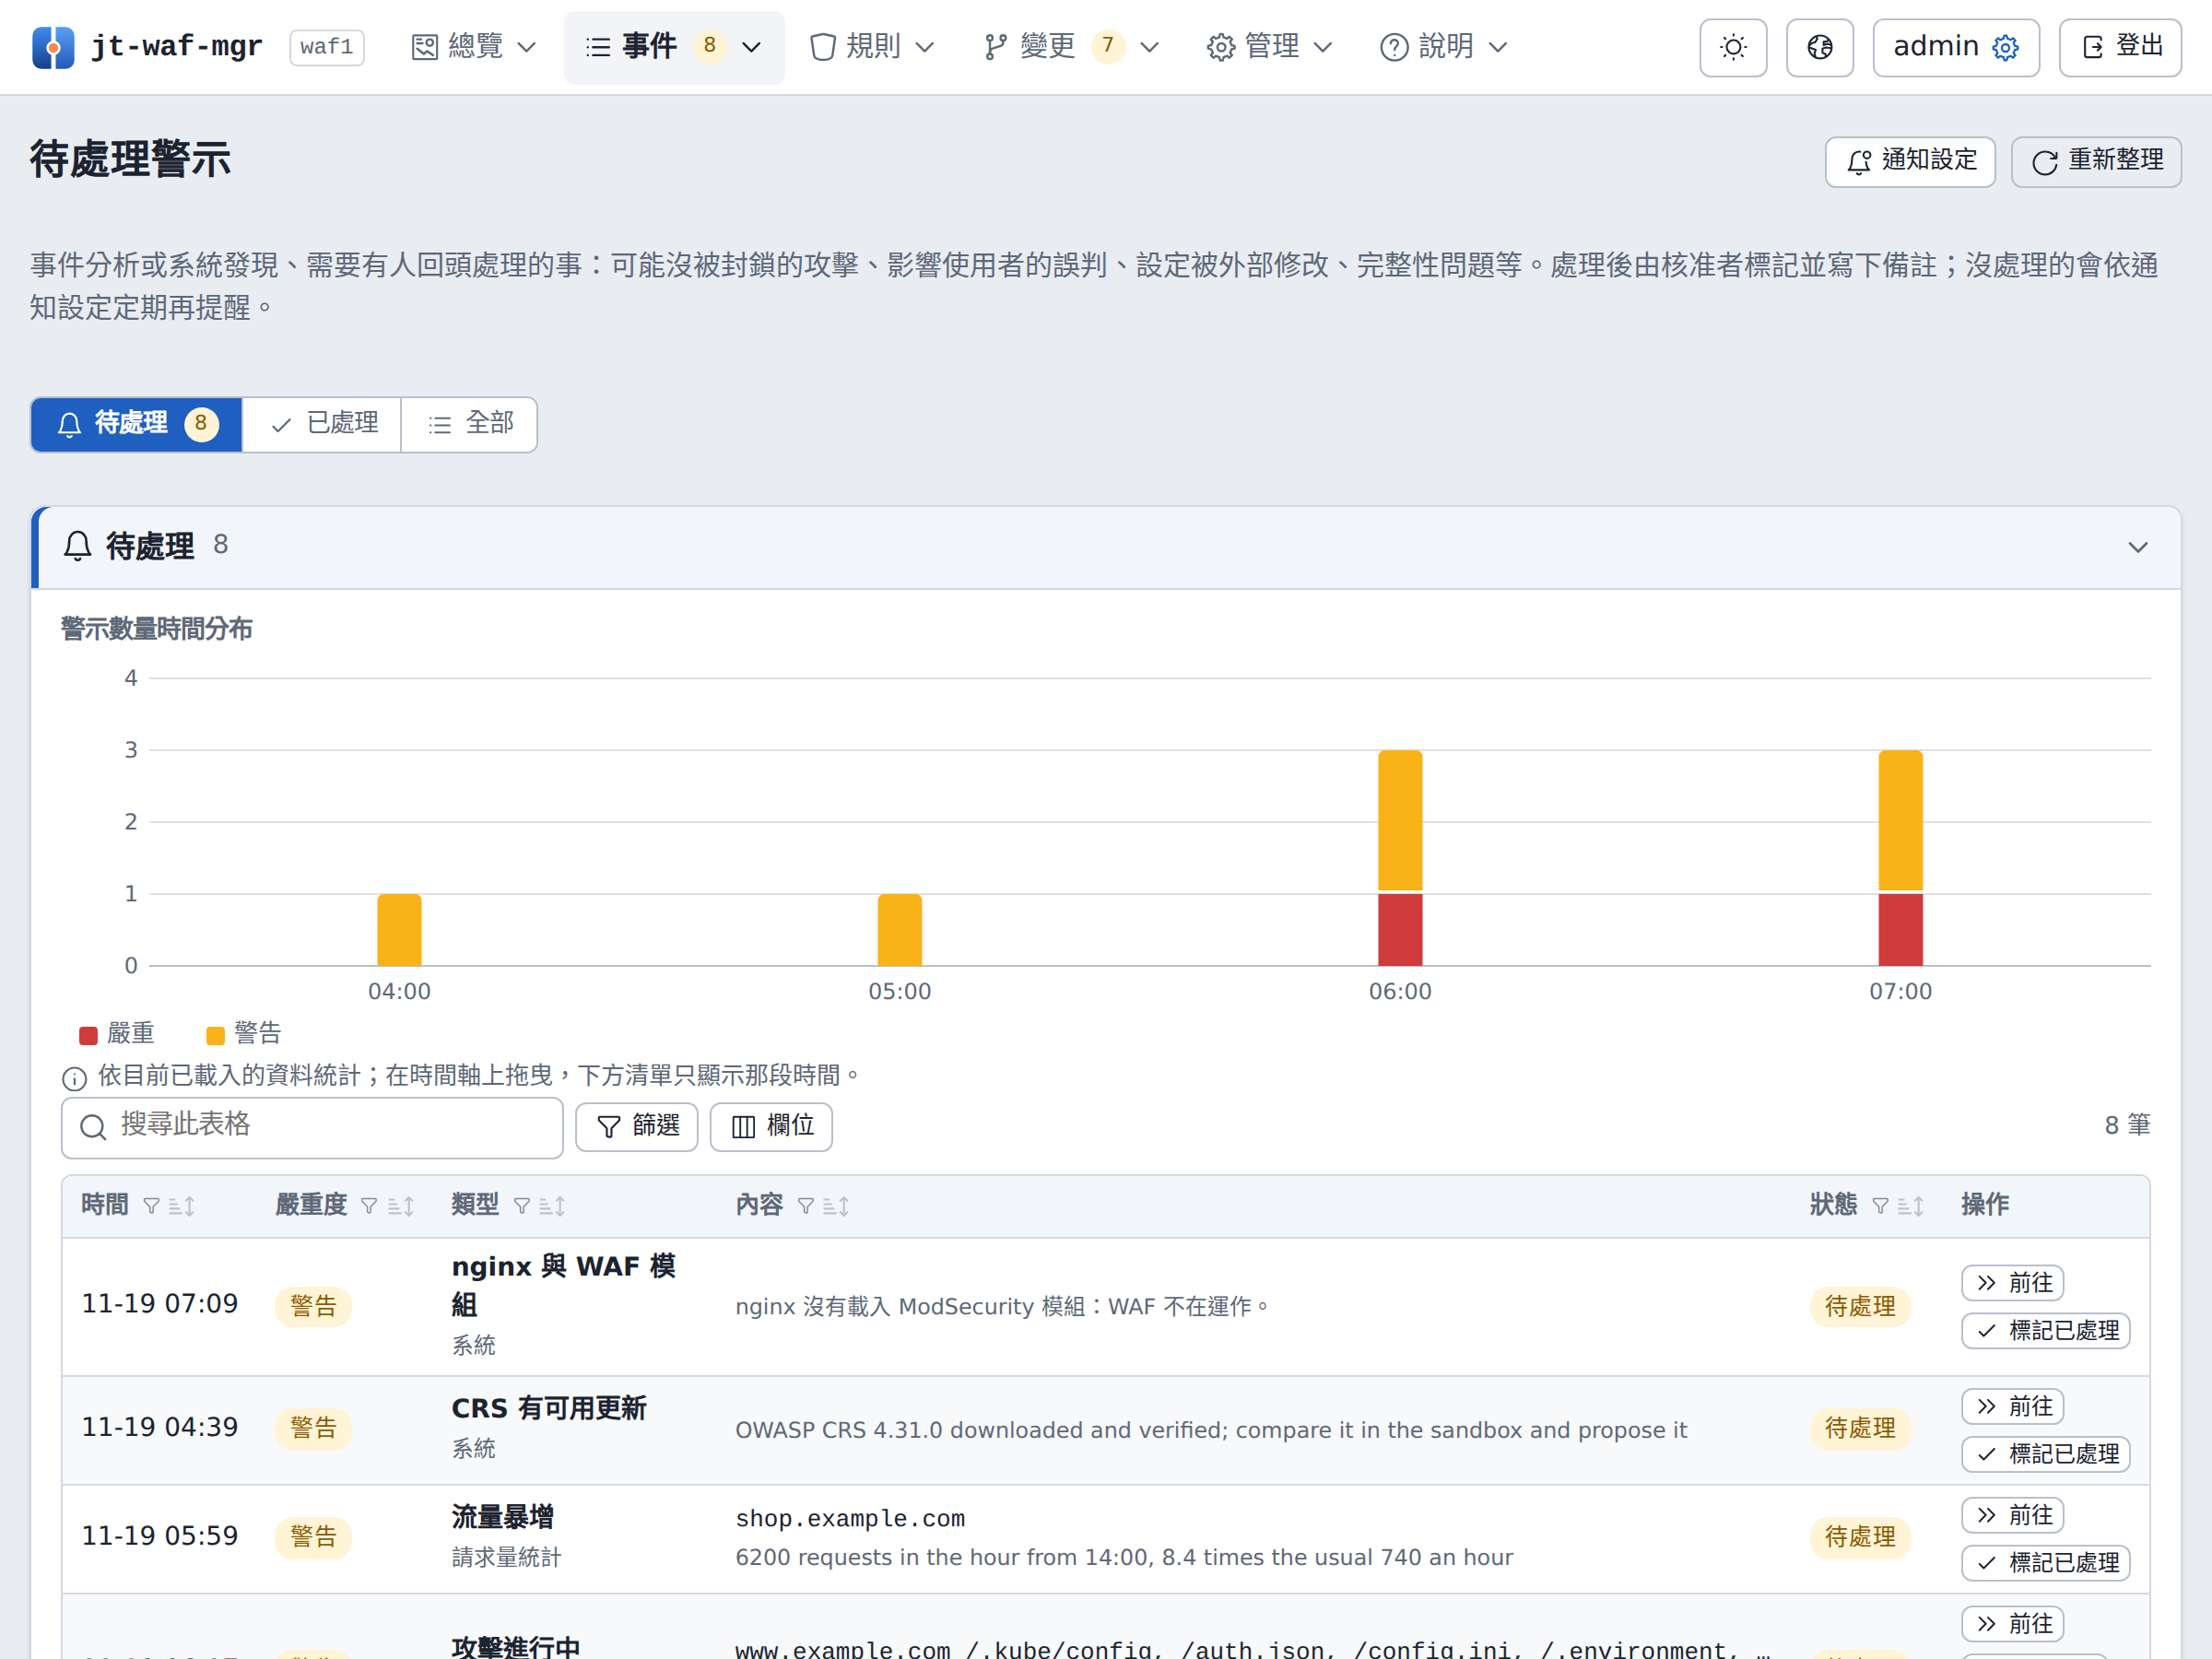 jt-waf-mgr waf1 總覽 事件 8 規則 變更 7 管理 說明 admin 登出
待處理警示 通知設定 重新整理
事件分析或系統發現、需要有人回頭處理的事：可能沒被封鎖的攻擊、影響使用者的誤判、設定被外部修改、完整性問題等。處理後由核准者標記並寫下備註；沒處理的會依通
知設定定期再提醒。
待處理 8 已處理 全部
待處理 8
警示數量時間分布
4
3
2
1
0
04:00 05:00 06:00 07:00
嚴重 警告
依目前已載入的資料統計；在時間軸上拖曳，下方清單只顯示那段時間。
搜尋此表格 篩選 欄位 8 筆
時間 嚴重度 類型 內容 狀態 操作
11-19 07:09 警告 nginx 與 WAF 模
組
系統 nginx 沒有載入 ModSecurity 模組：WAF 不在運作。 待處理 前往
標記已處理
11-19 04:39 警告 CRS 有可用更新
系統 OWASP CRS 4.31.0 downloaded and verified; compare it in the sandbox and propose it 待處理 前往
標記已處理
11-19 05:59 警告 流量暴增
請求量統計 shop.example.com
6200 requests in the hour from 14:00, 8.4 times the usual 740 an hour 待處理 前往
標記已處理
攻擊進行中 www.example.com /.kube/config, /auth.json, /config.ini, /.environment, … 前往